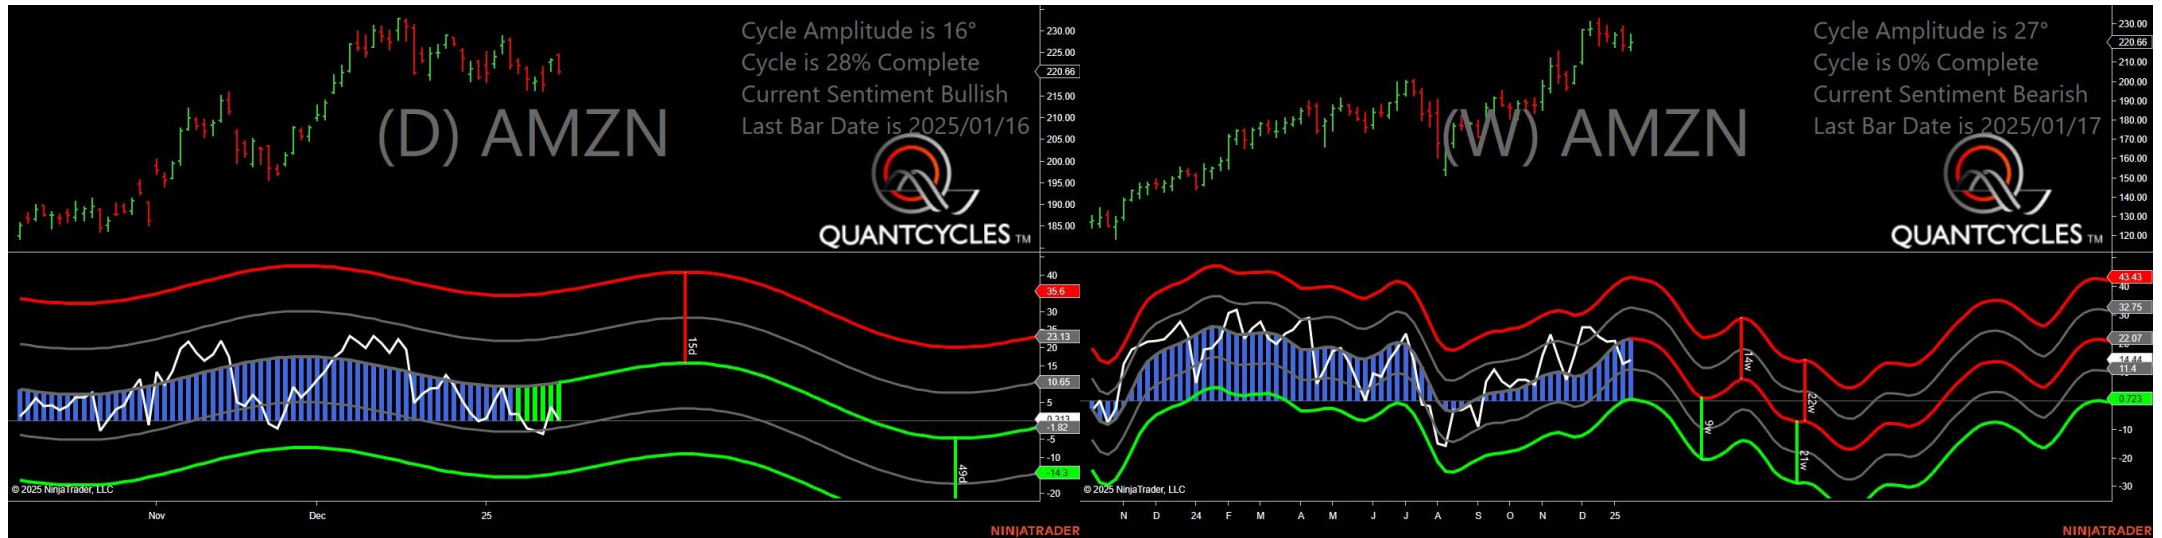 Cycle Amplitude is 16°
Cycle is 28% Complete
Current Sentiment Bullish
Last Bar Date is 2025/01/16
(D) AMZN
QUANTCYCLES TM
230.00
225.00
220.66
215.00
210.00
205.00
200.00
195.00
190.00
185.00
40
35.6
30
25
23.13
20
15
10.65
5
0.313
-1.82
-5
-10
-14.3
-20
15d
49d
© 2025 NinjaTrader, LLC
Nov
Dec
25
NINJATRADER
Cycle Amplitude is 27°
Cycle is 0% Complete
Current Sentiment Bearish
Last Bar Date is 2025/01/17
(W) AMZN
QUANTCYCLES TM
230.00
220.66
210.00
200.00
190.00
180.00
170.00
160.00
150.00
140.00
130.00
120.00
43.43
40
32.75
30
22.07
14.44
11.4
0.723
-10
-20
-30
9w
14w
21w
22w
© 2025 NinjaTrader, LLC
N D 24 F M A M J J A S O N D 25
NINJATRADER